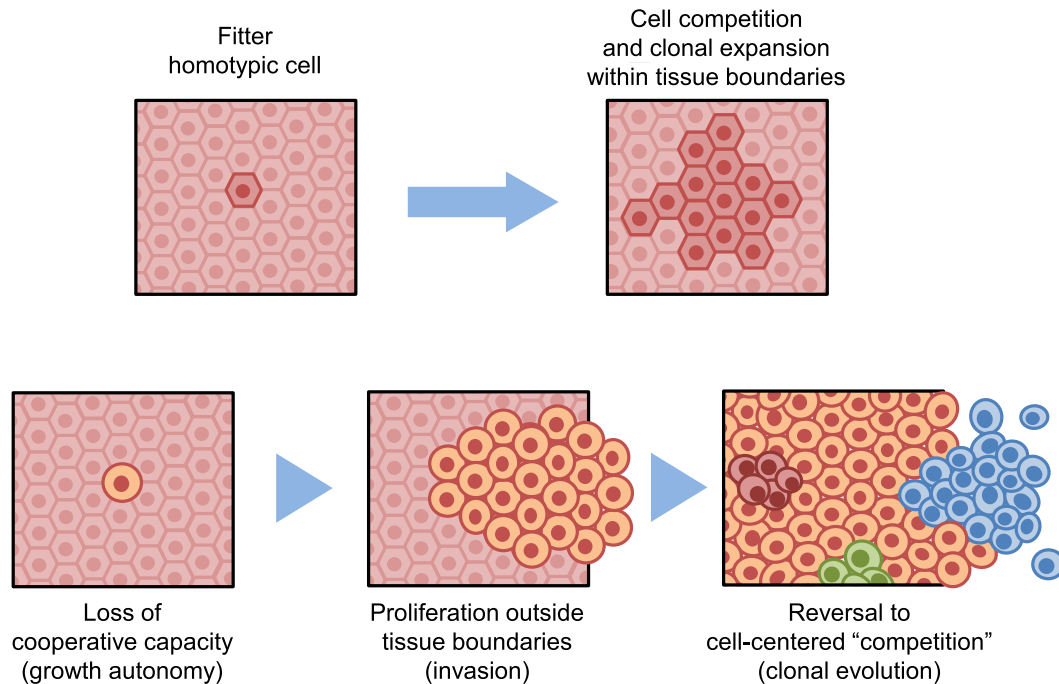 Fitter
homotypic cell
Cell competition
and clonal expansion
within tissue boundaries
Loss of
cooperative capacity
(growth autonomy)
Proliferation outside
tissue boundaries
(invasion)
Reversal to
cell-centered “competition”
(clonal evolution)